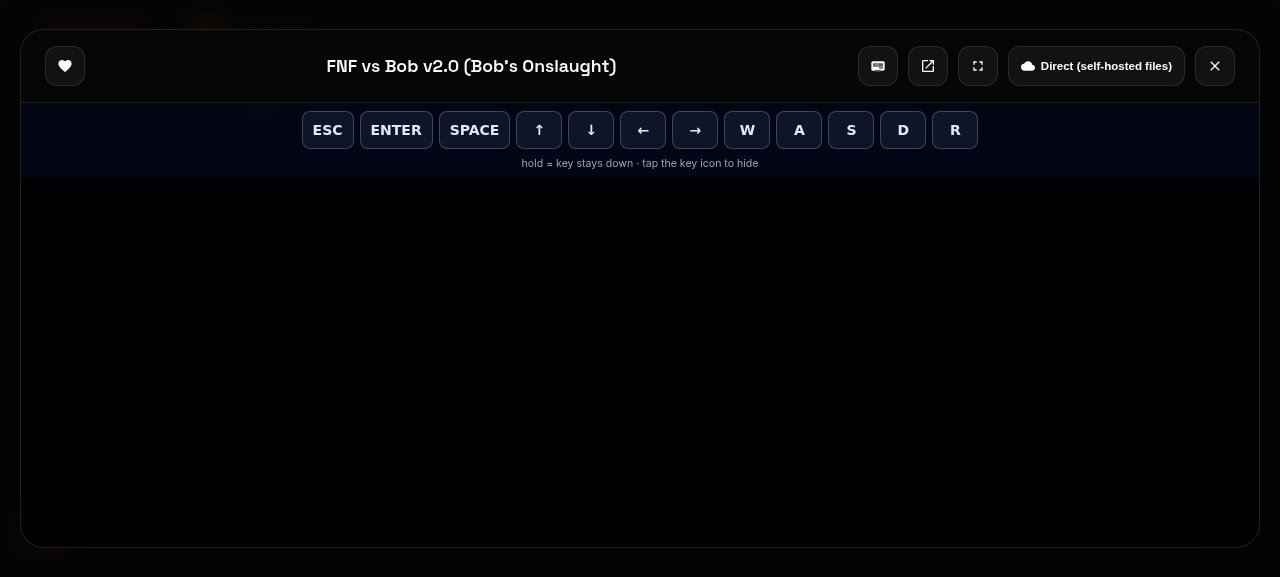 FNF vs Bob v2.0 (Bob's Onslaught)
Direct (self-hosted files)
ESC ENTER SPACE ↑ ↓ ← → W A S D R
hold = key stays down · tap the key icon to hide